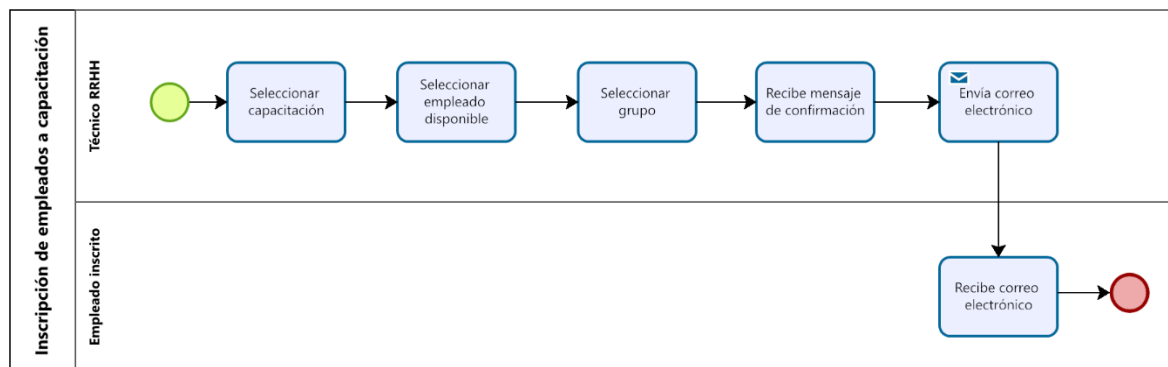 Inscripción de empleados a capacitación
Técnico RRHH
Seleccionar
capacitación
Seleccionar
empleado
disponible
Seleccionar
grupo
Recibe mensaje
de confirmación
Envía correo
electrónico
Empleado inscrito
Recibe correo
electrónico